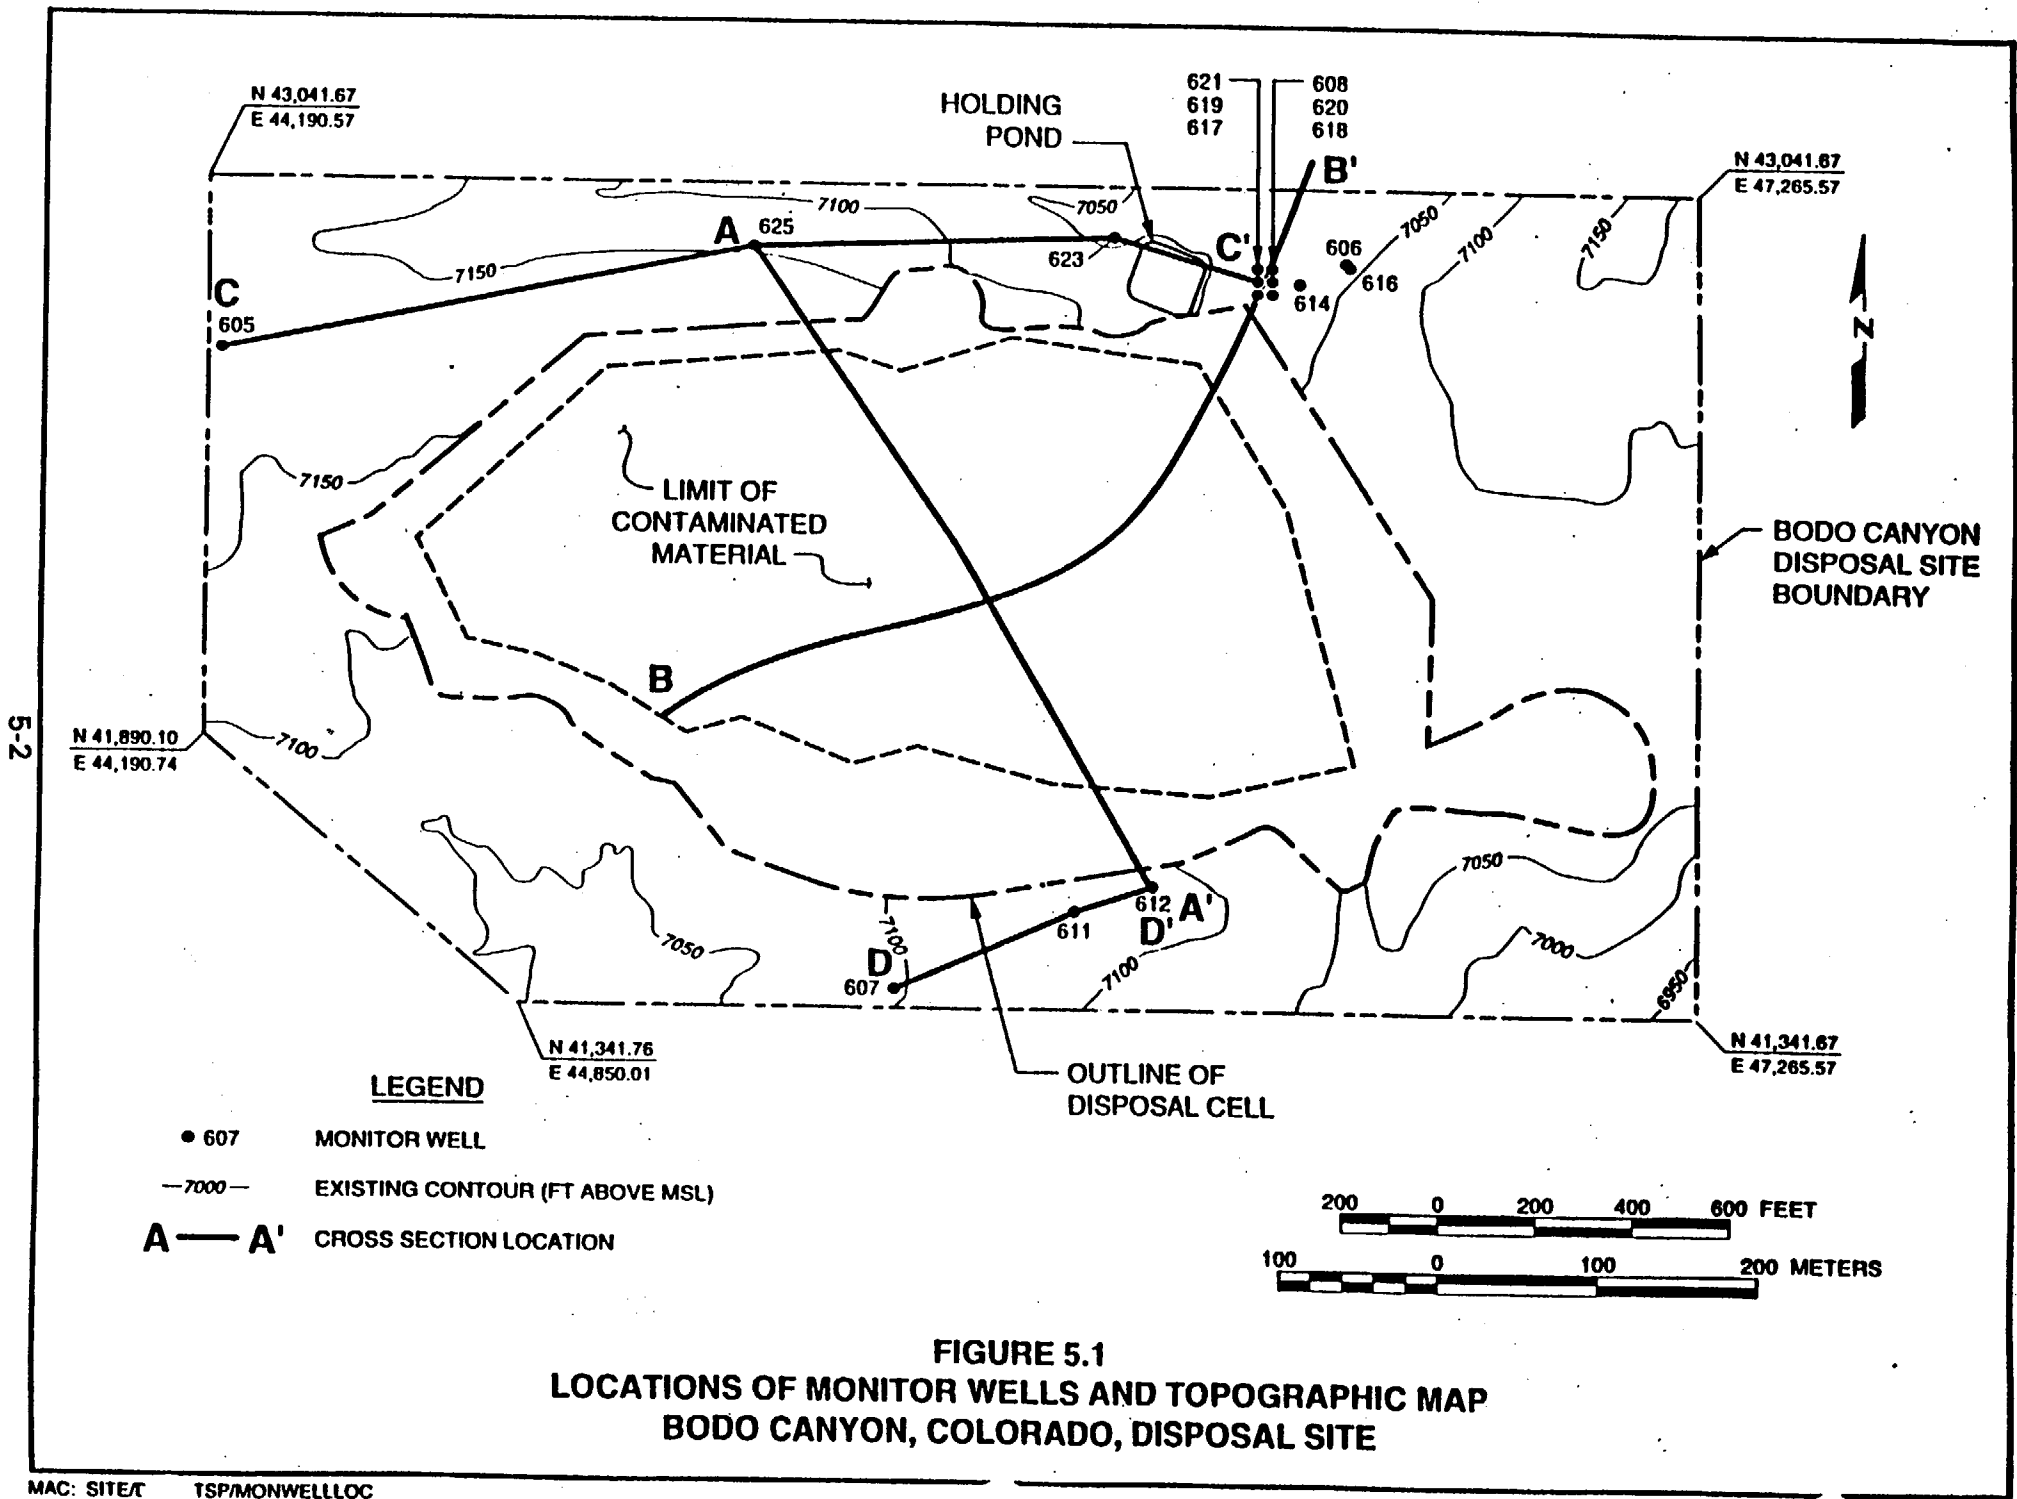 N 43,041.67
E 44,190.57
HOLDING
POND
621
619
617
608
620
618
B'
N 43,041.67
E 47,265.57
7100
7050
7050
7100
7150
A
625
623
C'
606
616
614
7150
C
605
N
7150
LIMIT OF
CONTAMINATED
MATERIAL
BODO CANYON
DISPOSAL SITE
BOUNDARY
B
5-2
N 41,890.10
E 44,190.74
7100
7050
7050
7100
D
607
611
612
A'
D'
7100
7000
6950
N 41,341.76
E 44,850.01
N 41,341.67
E 47,265.57
OUTLINE OF
DISPOSAL CELL
LEGEND
607 MONITOR WELL
7000 EXISTING CONTOUR (FT ABOVE MSL)
A A' CROSS SECTION LOCATION
200 0 200 400 600 FEET
100 0 100 200 METERS
FIGURE 5.1
LOCATIONS OF MONITOR WELLS AND TOPOGRAPHIC MAP
BODO CANYON, COLORADO, DISPOSAL SITE
MAC: SITE/T TSP/MONWELLLOC